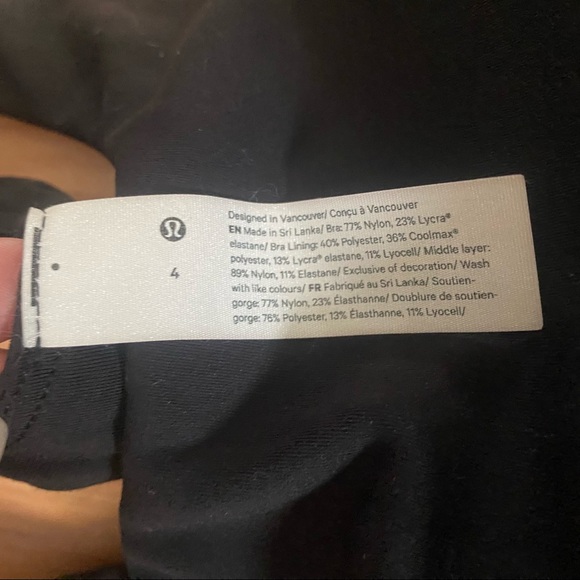 4
Designed in Vancouver/ Conçu à Vancouver
EN Made in Sri Lanka/ Bra: 77% Nylon, 23% Lycra®
elastane/ Bra Lining: 40% Polyester, 36% Coolmax®
polyester, 13% Lycra® elastane, 11% Lyocell/ Middle layer:
89% Nylon, 11% Elastane/ Exclusive of decoration/ Wash
with like colours/ FR Fabriqué au Sri Lanka/ Soutien-
gorge: 77% Nylon, 23% Élasthanne/ Doublure de soutien-
gorge: 76% Polyester, 13% Élasthanne, 11% Lyocell/